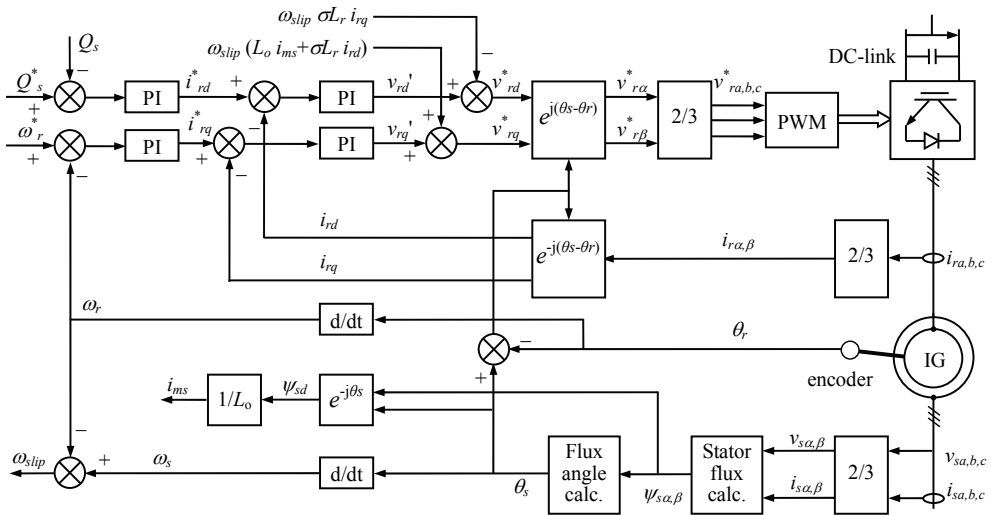 Q_s
ω_slip σL_r i_rq
ω_slip (L_o i_ms+σL_r i_rd)
DC-link
Q*_s
−
+
PI
i*_rd
+
−
PI
v_rd'
+
−
v*_rd
+
e^j(θs-θr)
v*_rα
v*_rβ
2/3
v*_ra,b,c
PWM
ω*_r
+
−
PI
i*_rq
+
−
PI
v_rq'
+
v*_rq
i_rd
i_rq
e^-j(θs-θr)
i_rα,β
2/3
i_ra,b,c
ω_r
d/dt
−
+
θ_r
encoder
IG
i_ms
1/L_o
ψ_sd
e^-jθs
ω_slip
−
+
ω_s
d/dt
θ_s
Flux
angle
calc.
ψ_sα,β
Stator
flux
calc.
v_sα,β
i_sα,β
2/3
v_sa,b,c
i_sa,b,c